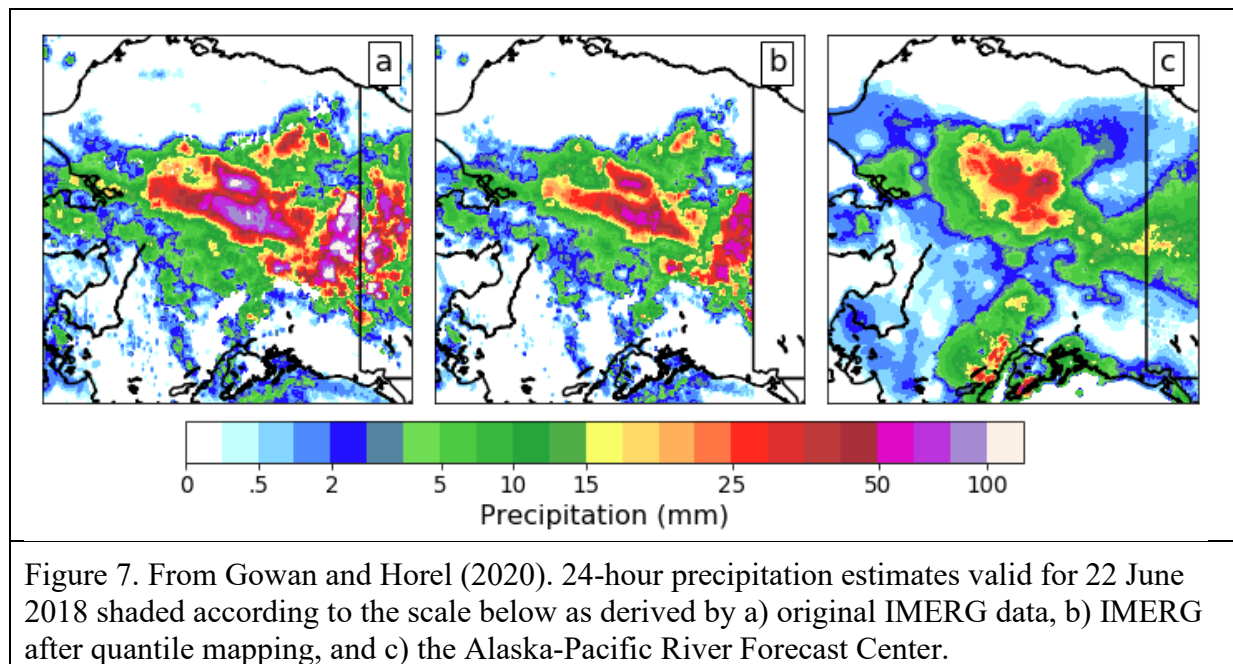 a
b
c
0 .5 2 5 10 15 25 50 100
Precipitation (mm)
Figure 7. From Gowan and Horel (2020). 24-hour precipitation estimates valid for 22 June
2018 shaded according to the scale below as derived by a) original IMERG data, b) IMERG
after quantile mapping, and c) the Alaska-Pacific River Forecast Center.